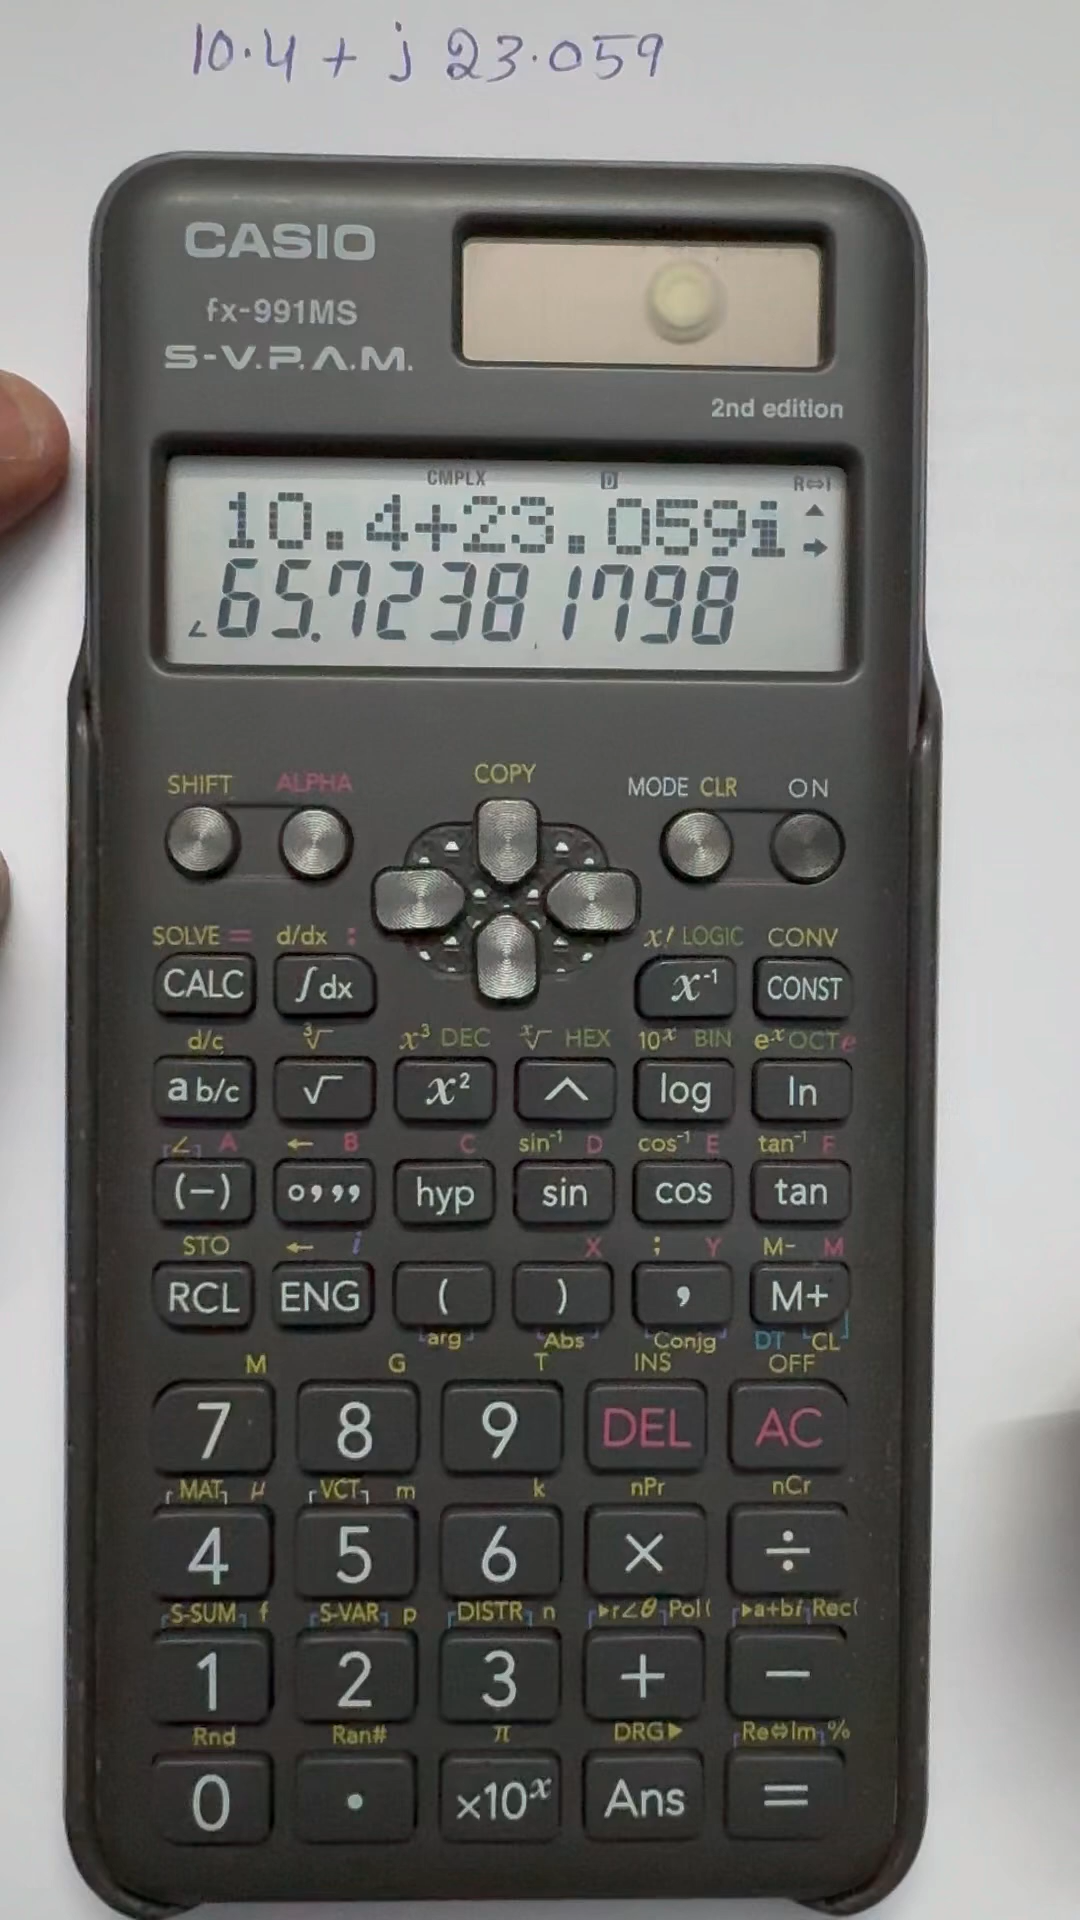 10.4 + j 23.059
CASIO
fx-991MS
S-V.P.A.M.
2nd edition
CMPLX D R⇔I
10.4+23.059i
∠65.72381798
COPY
SHIFT ALPHA MODE CLR ON
SOLVE = d/dx : x! LOGIC CONV
CALC ∫dx x⁻¹ CONST
d/c ³√ x³ DEC ˣ√ HEX 10ˣ BIN eˣ OCT e
a b/c √ x² ^ log ln
∠ A ← B C sin⁻¹ D cos⁻¹ E tan⁻¹ F
(−) °,,, hyp sin cos tan
STO ← i X ; Y M- M
RCL ENG ( ) , M+
arg Abs Conjg DT CL
M G T INS OFF
7 8 9 DEL AC
MAT μ VCT m k nPr nCr
4 5 6 × ÷
S-SUM f S-VAR p DISTR n ▸r∠θ Pol( ▸a+bi Rec(
1 2 3 + −
Rnd Ran# π DRG▸ Re⇔Im %
0 . ×10ˣ Ans =